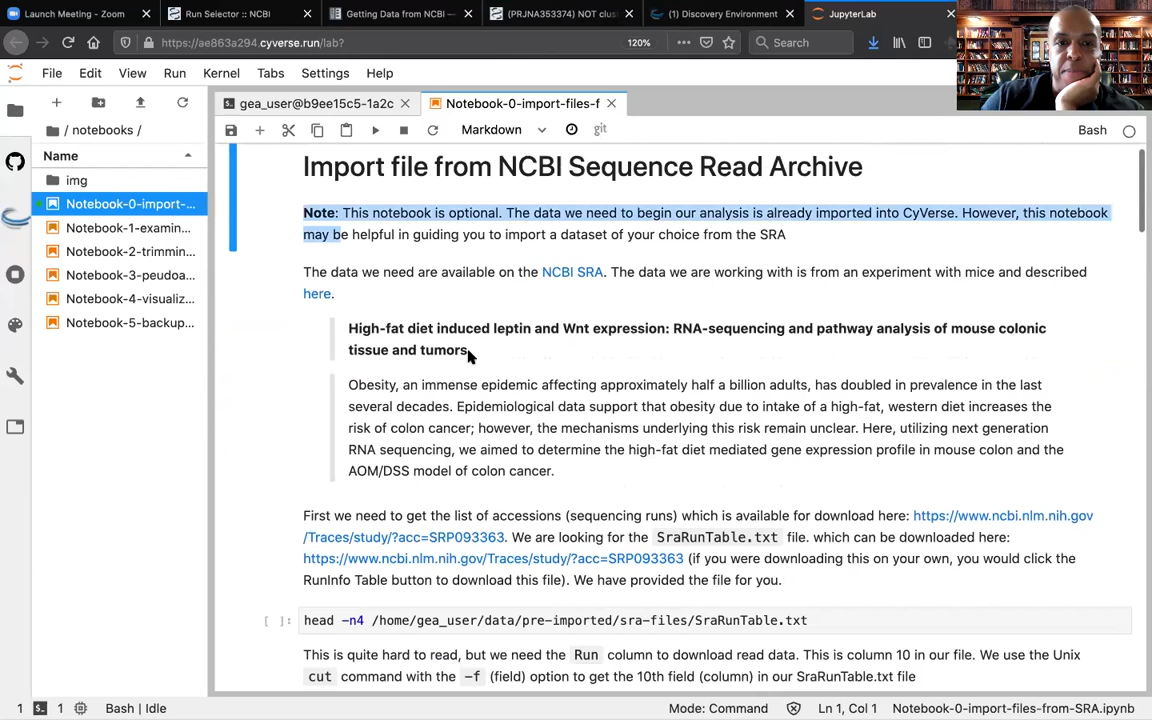 Launch Meeting - Zoom
Run Selector :: NCBI
Getting Data from NCBI —
(PRJNA353374) NOT clus
(1) Discovery Environment
JupyterLab
https://ae863a294.cyverse.run/lab?
120%
Search
File Edit View Run Kernel Tabs Settings Help
gea_user@b9ee15c5-1a2c
Notebook-0-import-files-f
/ notebooks /
Markdown
git
Bash
Name
img
Notebook-0-import-...
Notebook-1-examin...
Notebook-2-trimmin...
Notebook-3-peudoa...
Notebook-4-visualiz...
Notebook-5-backup...
Import file from NCBI Sequence Read Archive
Note: This notebook is optional. The data we need to begin our analysis is already imported into CyVerse. However, this notebook
may be helpful in guiding you to import a dataset of your choice from the SRA
The data we need are available on the NCBI SRA. The data we are working with is from an experiment with mice and described
here.
High-fat diet induced leptin and Wnt expression: RNA-sequencing and pathway analysis of mouse colonic
tissue and tumors
Obesity, an immense epidemic affecting approximately half a billion adults, has doubled in prevalence in the last
several decades. Epidemiological data support that obesity due to intake of a high-fat, western diet increases the
risk of colon cancer; however, the mechanisms underlying this risk remain unclear. Here, utilizing next generation
RNA sequencing, we aimed to determine the high-fat diet mediated gene expression profile in mouse colon and the
AOM/DSS model of colon cancer.
First we need to get the list of accessions (sequencing runs) which is available for download here: https://www.ncbi.nlm.nih.gov
/Traces/study/?acc=SRP093363. We are looking for the SraRunTable.txt file. which can be downloaded here:
https://www.ncbi.nlm.nih.gov/Traces/study/?acc=SRP093363 (if you were downloading this on your own, you would click the
RunInfo Table button to download this file). We have provided the file for you.
[ ]: head -n4 /home/gea_user/data/pre-imported/sra-files/SraRunTable.txt
This is quite hard to read, but we need the Run column to download read data. This is column 10 in our file. We use the Unix
cut command with the -f (field) option to get the 10th field (column) in our SraRunTable.txt file
1 1 Bash | Idle
Mode: Command
Ln 1, Col 1
Notebook-0-import-files-from-SRA.ipynb